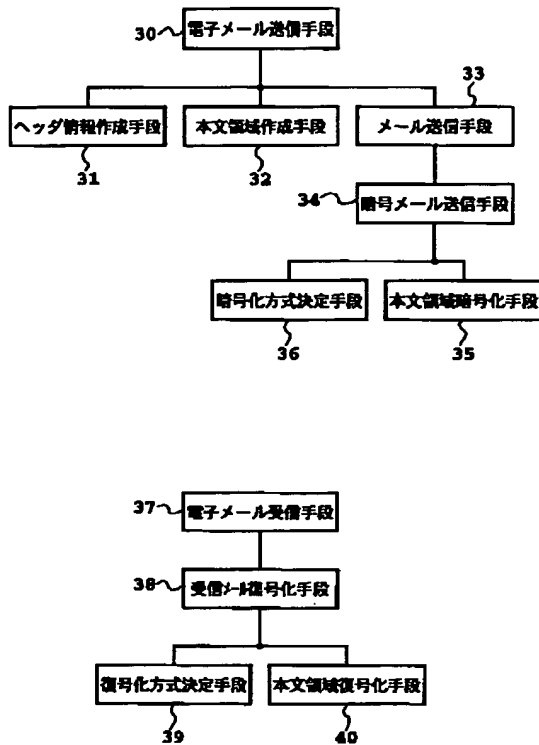 30
電子メール送信手段
33
ヘッダ情報作成手段
本文領域作成手段
メール送信手段
31
32
34
暗号メール送信手段
暗号化方式決定手段
本文領域暗号化手段
36
35
37
電子メール受信手段
38
受信メール復号化手段
復号化方式決定手段
本文領域復号化手段
39
40